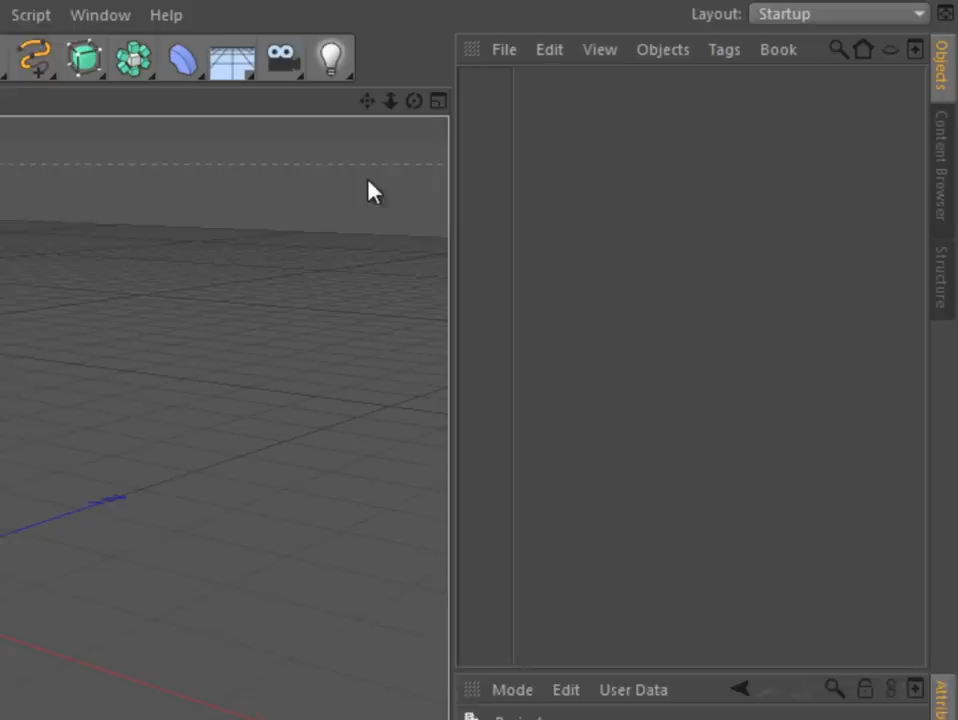 Script Window Help Layout: Startup
File Edit View Objects Tags Book
Objects
Content Browser
Structure
Mode Edit User Data